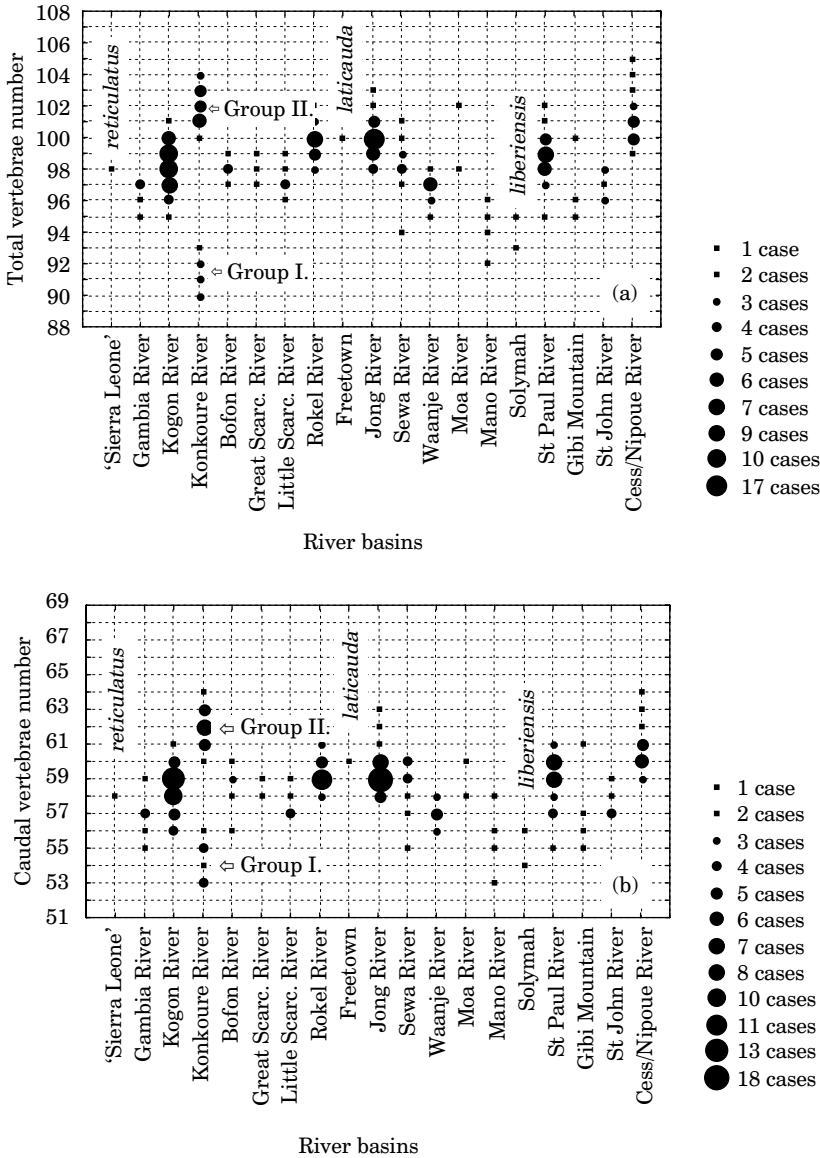 108
106
104
102
100
98
96
94
92
90
88
Total vertebrae number
reticulatus
laticauda
liberiensis
⇦ Group II.
⇦ Group I.
(a)
'Sierra Leone'
Gambia River
Kogon River
Konkoure River
Bofon River
Great Scarc. River
Little Scarc. River
Rokel River
Freetown
Jong River
Sewa River
Waanje River
Moa River
Mano River
Solymah
St Paul River
Gibi Mountain
St John River
Cess/Nipoue River
River basins
1 case
2 cases
3 cases
4 cases
5 cases
6 cases
7 cases
9 cases
10 cases
17 cases
69
67
65
63
61
59
57
55
53
51
Caudal vertebrae number
reticulatus
laticauda
liberiensis
⇦ Group II.
⇦ Group I.
(b)
'Sierra Leone'
Gambia River
Kogon River
Konkoure River
Bofon River
Great Scarc. River
Little Scarc. River
Rokel River
Freetown
Jong River
Sewa River
Waanje River
Moa River
Mano River
Solymah
St Paul River
Gibi Mountain
St John River
Cess/Nipoue River
River basins
1 case
2 cases
3 cases
4 cases
5 cases
6 cases
7 cases
8 cases
10 cases
11 cases
13 cases
18 cases